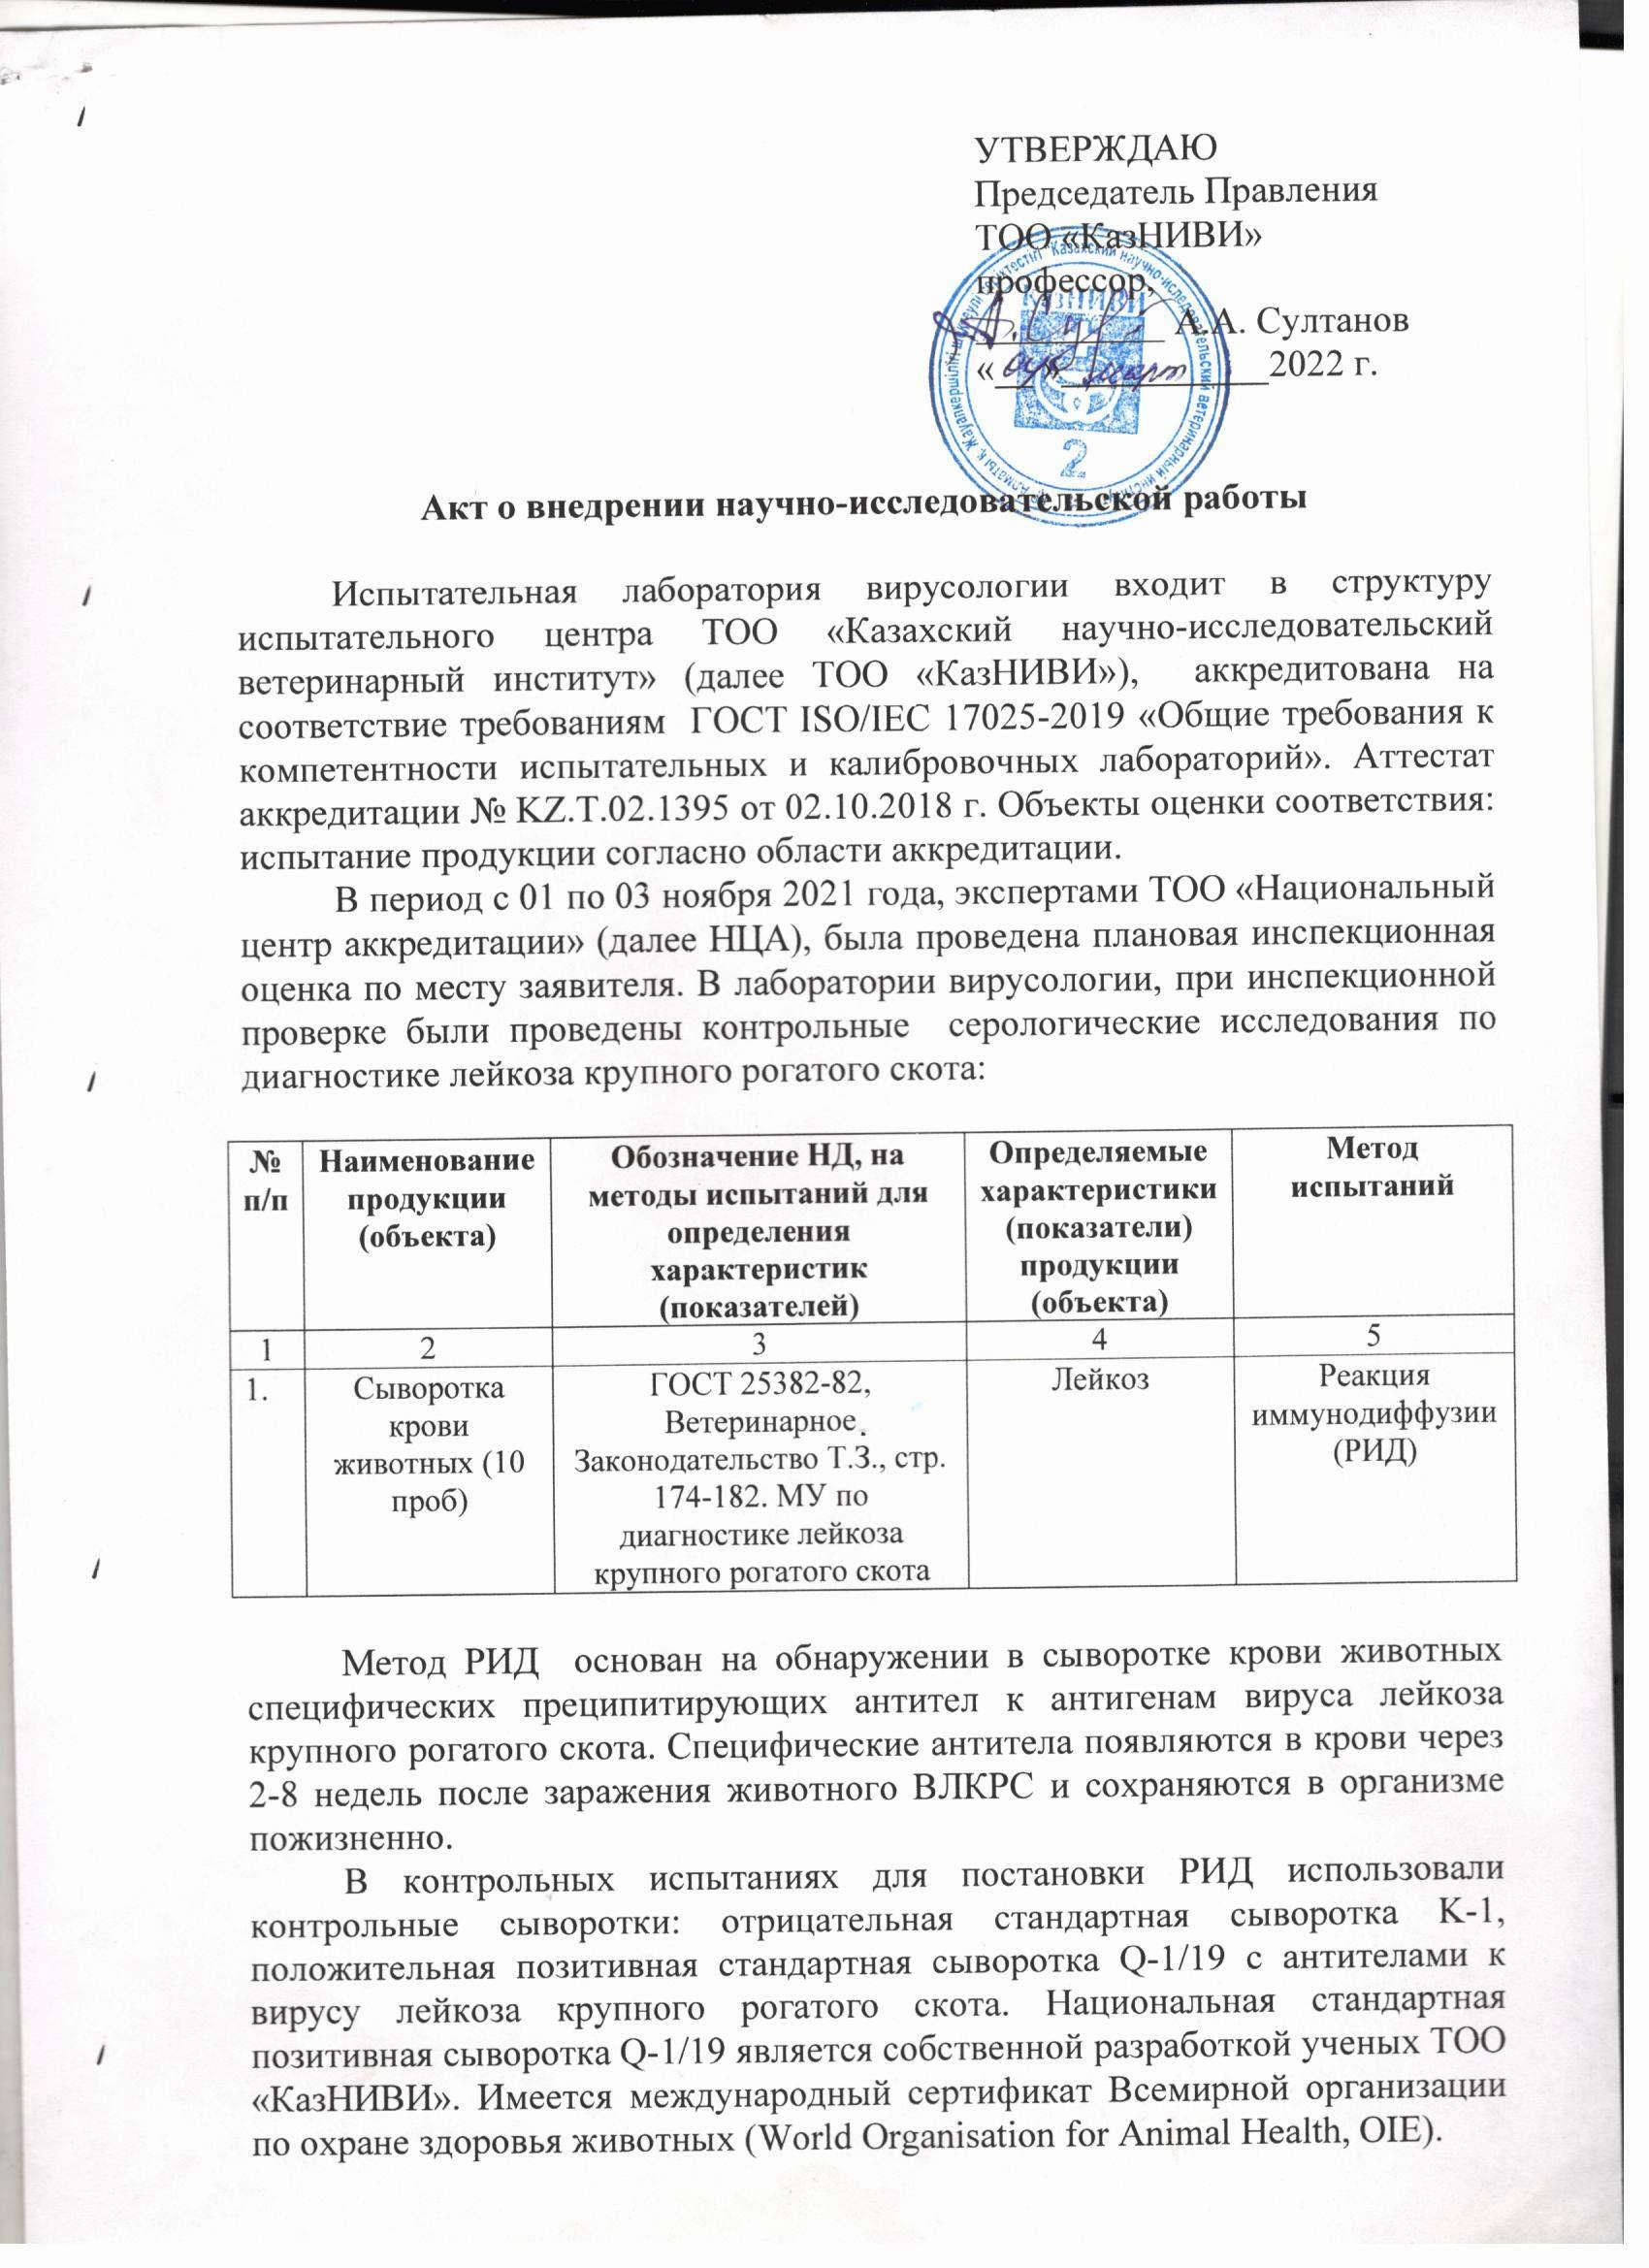 УТВЕРЖДАЮ
Председатель Правления
ТОО «КазНИВИ»
профессор,
А.А. Султанов
« » март 2022 г.
КазНИВИ
2
Акт о внедрении научно-исследовательской работы
Испытательная лаборатория вирусологии входит в структуру
испытательного центра ТОО «Казахский научно-исследовательский
ветеринарный институт» (далее ТОО «КазНИВИ»), аккредитована на
соответствие требованиям ГОСТ ISO/IEC 17025-2019 «Общие требования к
компетентности испытательных и калибровочных лабораторий». Аттестат
аккредитации № KZ.T.02.1395 от 02.10.2018 г. Объекты оценки соответствия:
испытание продукции согласно области аккредитации.
В период с 01 по 03 ноября 2021 года, экспертами ТОО «Национальный
центр аккредитации» (далее НЦА), была проведена плановая инспекционная
оценка по месту заявителя. В лаборатории вирусологии, при инспекционной
проверке были проведены контрольные серологические исследования по
диагностике лейкоза крупного рогатого скота:
№
п/п
Наименование
продукции
(объекта)
Обозначение НД, на
методы испытаний для
определения
характеристик
(показателей)
Определяемые
характеристики
(показатели)
продукции
(объекта)
Метод
испытаний
1 2 3 4 5
1.
Сыворотка
крови
животных (10
проб)
ГОСТ 25382-82,
Ветеринарное
Законодательство Т.З., стр.
174-182. МУ по
диагностике лейкоза
крупного рогатого скота
Лейкоз
Реакция
иммунодиффузии
(РИД)
Метод РИД основан на обнаружении в сыворотке крови животных
специфических преципитирующих антител к антигенам вируса лейкоза
крупного рогатого скота. Специфические антитела появляются в крови через
2-8 недель после заражения животного ВЛКРС и сохраняются в организме
пожизненно.
В контрольных испытаниях для постановки РИД использовали
контрольные сыворотки: отрицательная стандартная сыворотка K-1,
положительная позитивная стандартная сыворотка Q-1/19 с антителами к
вирусу лейкоза крупного рогатого скота. Национальная стандартная
позитивная сыворотка Q-1/19 является собственной разработкой ученых ТОО
«КазНИВИ». Имеется международный сертификат Всемирной организации
по охране здоровья животных (World Organisation for Animal Health, OIE).